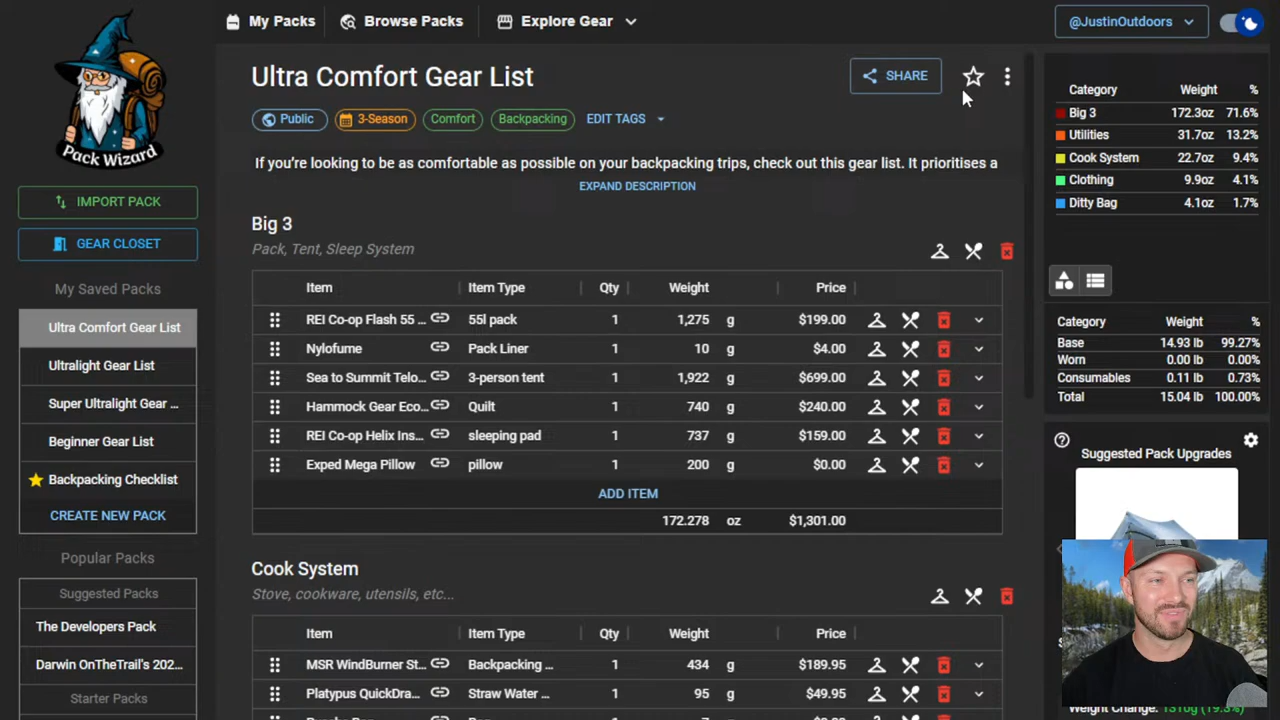 My Packs
Browse Packs
Explore Gear
@JustinOutdoors
Pack Wizard
IMPORT PACK
GEAR CLOSET
My Saved Packs
Ultra Comfort Gear List
Ultralight Gear List
Super Ultralight Gear ...
Beginner Gear List
Backpacking Checklist
CREATE NEW PACK
Popular Packs
Suggested Packs
The Developers Pack
Darwin OnTheTrail's 202...
Starter Packs
Ultra Comfort Gear List
SHARE
Public 3-Season Comfort Backpacking EDIT TAGS
If you're looking to be as comfortable as possible on your backpacking trips, check out this gear list. It prioritises a
EXPAND DESCRIPTION
Big 3
Pack, Tent, Sleep System
Item Item Type Qty Weight Price
REI Co-op Flash 55 ... 55l pack 1 1,275 g $199.00
Nylofume Pack Liner 1 10 g $4.00
Sea to Summit Telo... 3-person tent 1 1,922 g $699.00
Hammock Gear Eco... Quilt 1 740 g $240.00
REI Co-op Helix Ins... sleeping pad 1 737 g $159.00
Exped Mega Pillow pillow 1 200 g $0.00
ADD ITEM
172.278 oz $1,301.00
Cook System
Stove, cookware, utensils, etc...
Item Item Type Qty Weight Price
MSR WindBurner St... Backpacking ... 1 434 g $189.95
Platypus QuickDra... Straw Water ... 1 95 g $49.95
Category Weight %
Big 3 172.3oz 71.6%
Utilities 31.7oz 13.2%
Cook System 22.7oz 9.4%
Clothing 9.9oz 4.1%
Ditty Bag 4.1oz 1.7%
Category Weight %
Base 14.93 lb 99.27%
Worn 0.00 lb 0.00%
Consumables 0.11 lb 0.73%
Total 15.04 lb 100.00%
Suggested Pack Upgrades
Weight Change: 1310g (19.3%)